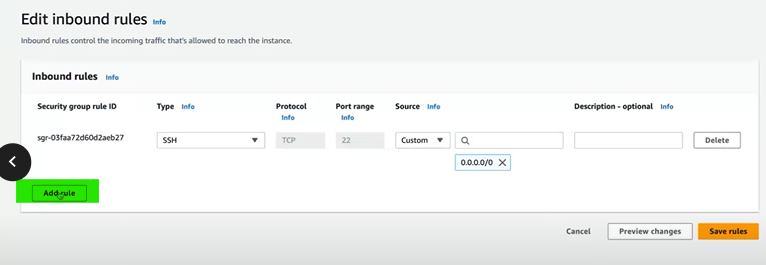 Edit inbound rules Info
Inbound rules control the incoming traffic that's allowed to reach the instance.
Inbound rules Info
Security group rule ID
Type Info
Protocol Info
Port range Info
Source Info
Description - optional Info
sgr-03faa72d60d2aeb27
SSH
TCP
22
Custom
0.0.0.0/0
Delete
Add rule
Cancel
Preview changes
Save rules